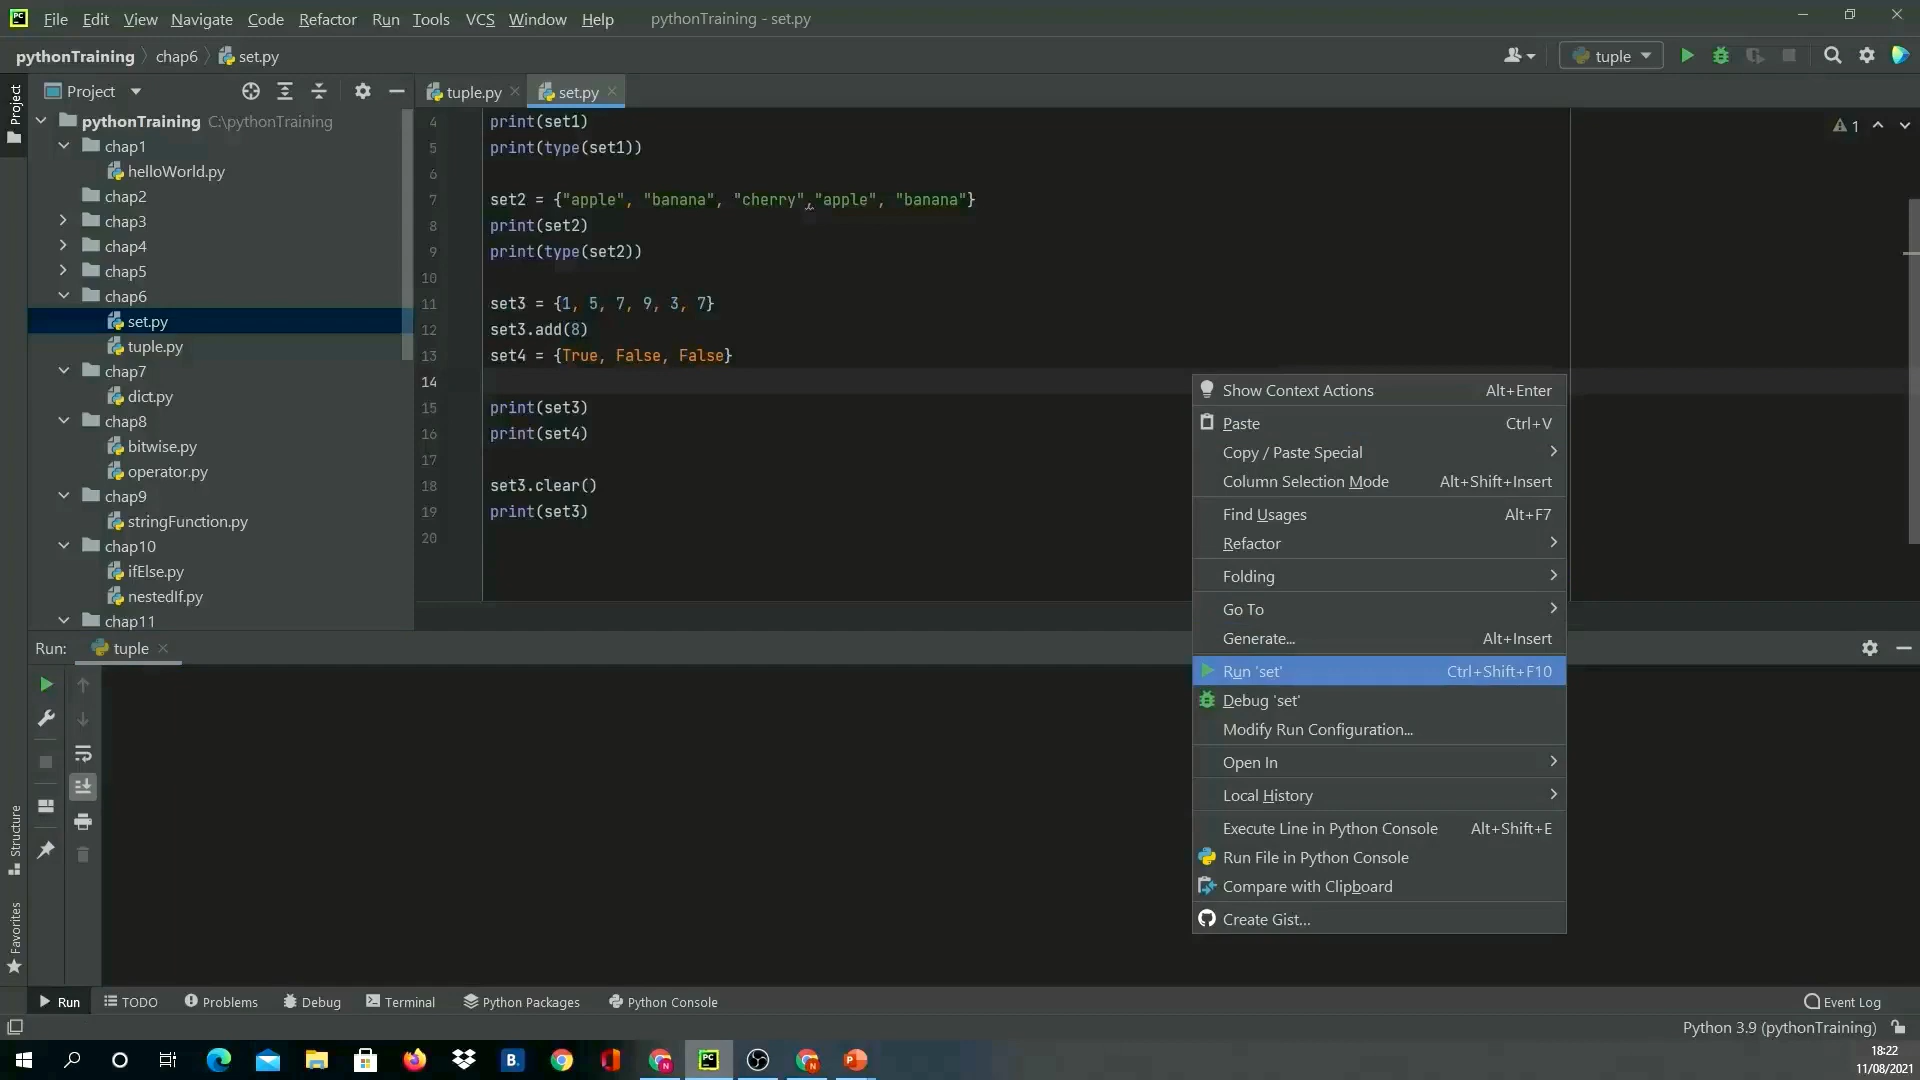 File Edit View Navigate Code Refactor Run Tools VCS Window Help pythonTraining - set.py
pythonTraining chap6 set.py tuple
Project
Project
pythonTraining C:\pythonTraining
chap1
helloWorld.py
chap2
chap3
chap4
chap5
chap6
set.py
tuple.py
chap7
dict.py
chap8
bitwise.py
operator.py
chap9
stringFunction.py
chap10
ifElse.py
nestedIf.py
chap11
Structure
Favorites
tuple.py set.py
1
4 print(set1)
5 print(type(set1))
6
7 set2 = {"apple", "banana", "cherry","apple", "banana"}
8 print(set2)
9 print(type(set2))
10
11 set3 = {1, 5, 7, 9, 3, 7}
12 set3.add(8)
13 set4 = {True, False, False}
14
15 print(set3)
16 print(set4)
17
18 set3.clear()
19 print(set3)
20
Show Context Actions Alt+Enter
Paste Ctrl+V
Copy / Paste Special
Column Selection Mode Alt+Shift+Insert
Find Usages Alt+F7
Refactor
Folding
Go To
Generate... Alt+Insert
Run 'set' Ctrl+Shift+F10
Debug 'set'
Modify Run Configuration...
Open In
Local History
Execute Line in Python Console Alt+Shift+E
Run File in Python Console
Compare with Clipboard
Create Gist...
Run: tuple
Run TODO Problems Debug Terminal Python Packages Python Console Event Log
Python 3.9 (pythonTraining)
18:22
11/08/2021